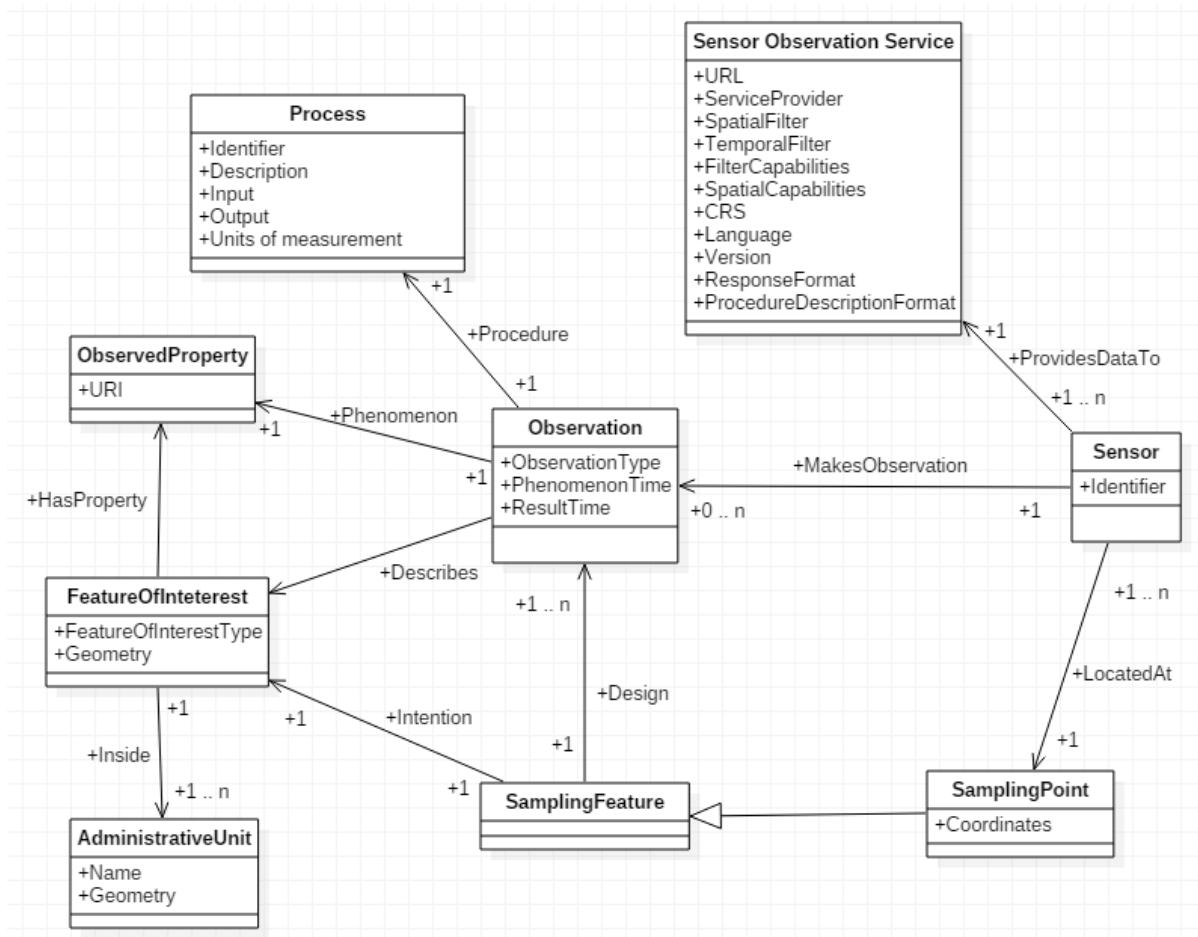 Sensor Observation Service
+URL
+ServiceProvider
+SpatialFilter
+TemporalFilter
+FilterCapabilities
+SpatialCapabilities
+CRS
+Language
+Version
+ResponseFormat
+ProcedureDescriptionFormat
Process
+Identifier
+Description
+Input
+Output
+Units of measurement
+1
+Procedure
+1
+1
+ProvidesDataTo
+1 .. n
ObservedProperty
+URI
+Phenomenon
+1
+1
Observation
+ObservationType
+PhenomenonTime
+ResultTime
+MakesObservation
+0 .. n
+1
Sensor
+Identifier
+HasProperty
+Describes
FeatureOfInteterest
+FeatureOfInterestType
+Geometry
+1 .. n
+Design
+1
+1 .. n
+LocatedAt
+1
+1
+Intention
+1
+1
+Inside
+1 .. n
SamplingFeature
SamplingPoint
+Coordinates
AdministrativeUnit
+Name
+Geometry